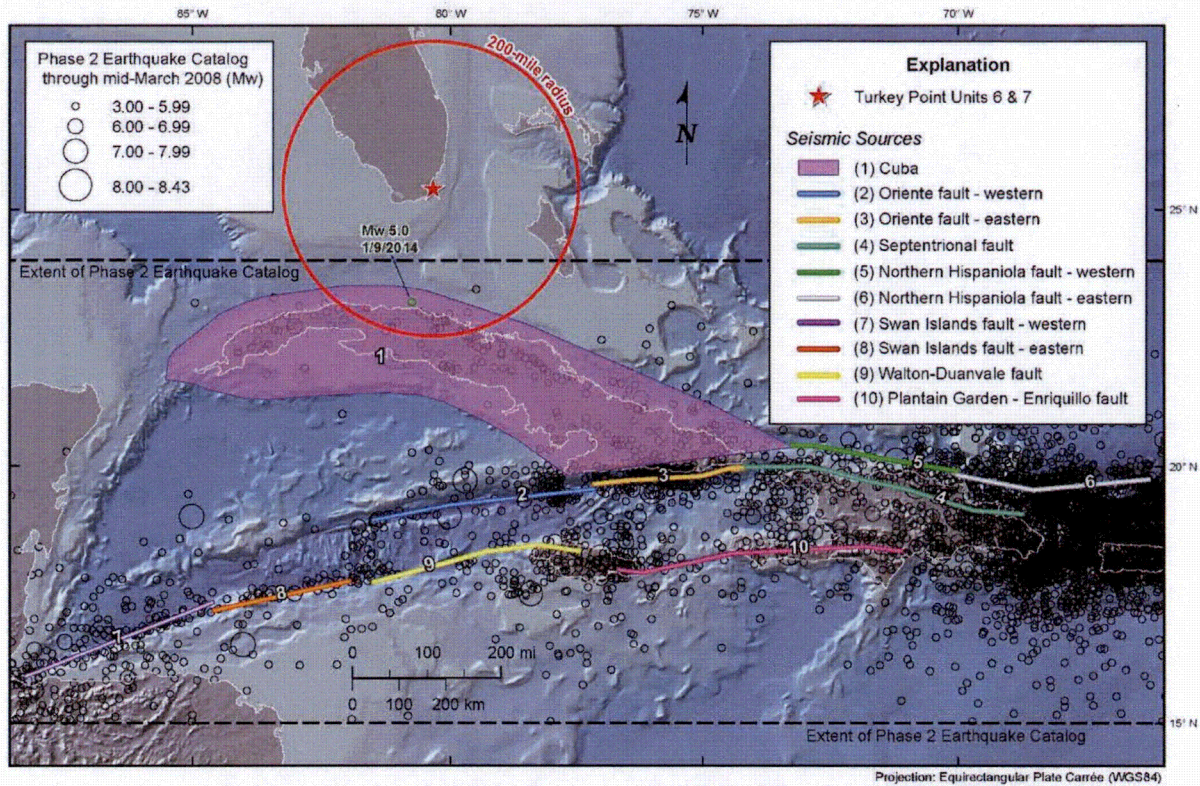 85° W
80° W
75° W
70° W
Phase 2 Earthquake Catalog
through mid-March 2008 (Mw)
3.00 - 5.99
6.00 - 6.99
7.00 - 7.99
8.00 - 8.43
200-mile radius
N
Explanation
Turkey Point Units 6 & 7
Seismic Sources
(1) Cuba
(2) Oriente fault - western
(3) Oriente fault - eastern
(4) Septentrional fault
(5) Northern Hispaniola fault - western
(6) Northern Hispaniola fault - eastern
(7) Swan Islands fault - western
(8) Swan Islands fault - eastern
(9) Walton-Duanvale fault
(10) Plantain Garden - Enriquillo fault
25° N
Mw 5.0
1/9/2014
Extent of Phase 2 Earthquake Catalog
1
5
20° N
3
6
2
4
10
9
8
7
0 100 200 mi
0 100 200 km
15° N
Extent of Phase 2 Earthquake Catalog
Projection: Equirectangular Plate Carrée (WGS84)